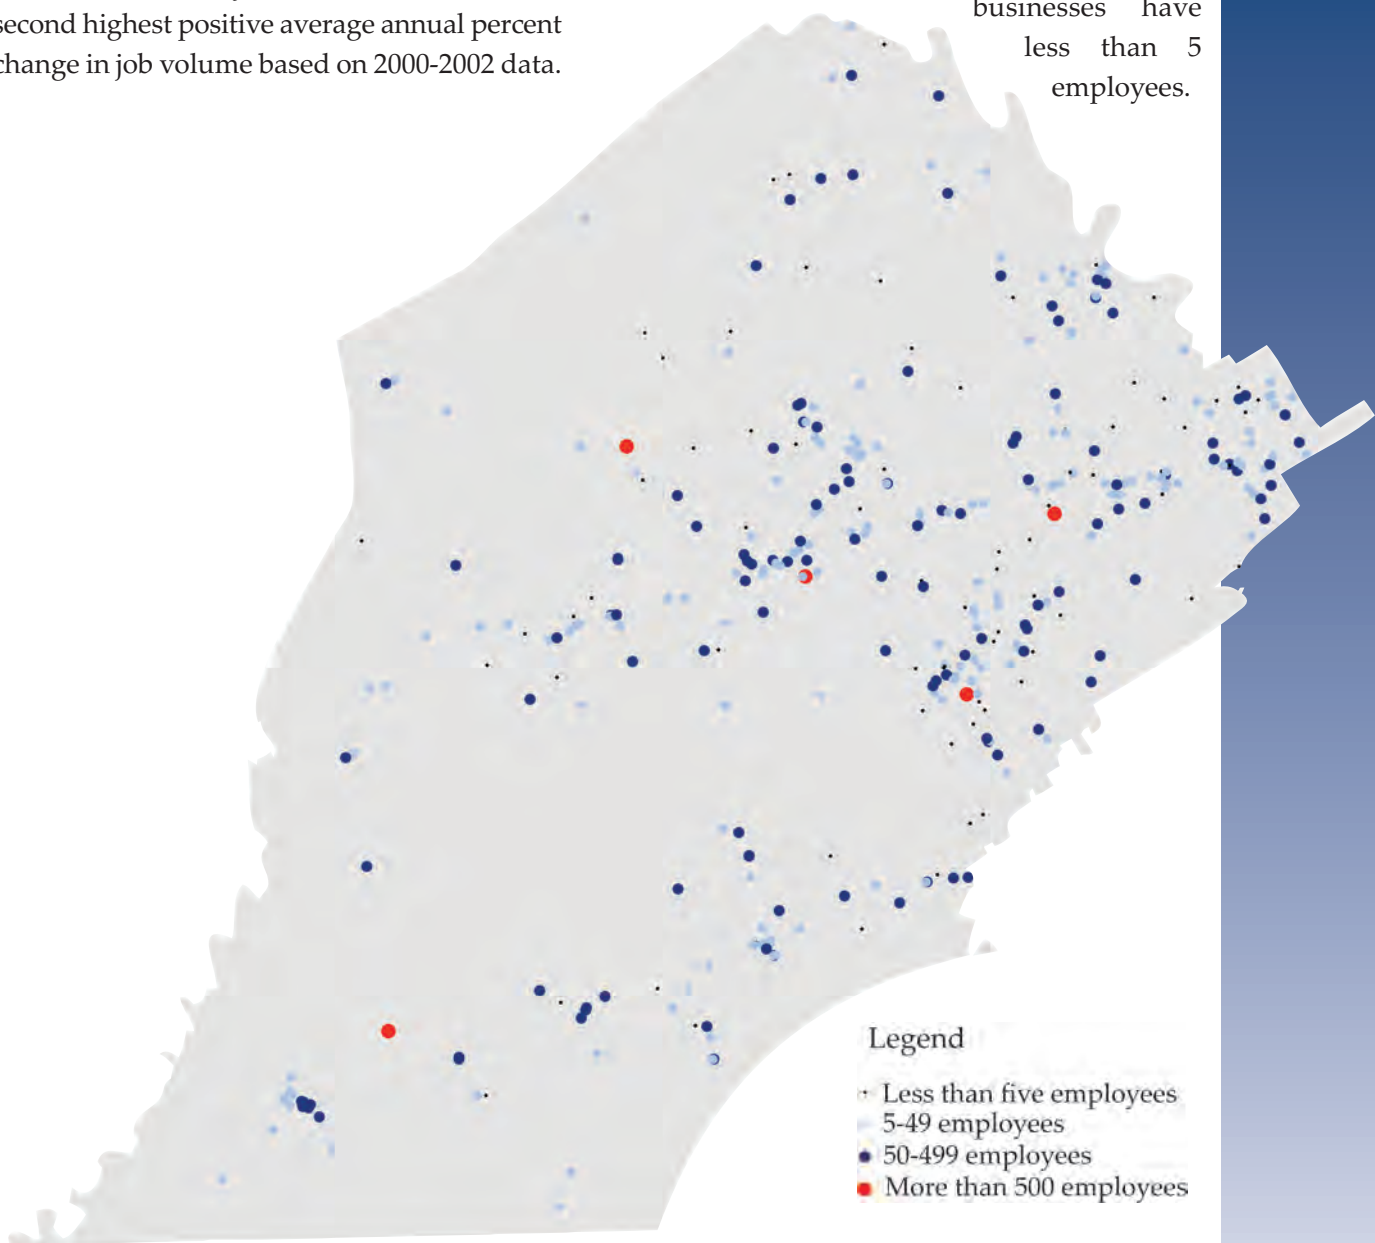 second highest positive average annual percent
change in job volume based on 2000-2002 data.
businesses have
less than 5
employees.
Legend
Less than five employees
5-49 employees
50-499 employees
More than 500 employees